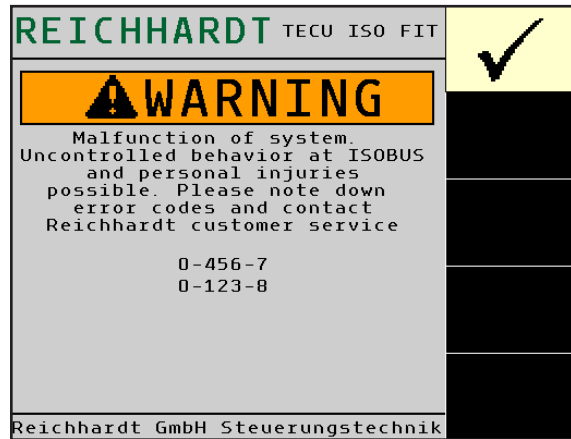 REICHHARDT TECU ISO FIT
WARNING
Malfunction of system.
Uncontrolled behavior at ISOBUS
and personal injuries
possible. Please note down
error codes and contact
Reichhardt customer service
0-456-7
0-123-8
Reichhardt GmbH Steuerungstechnik